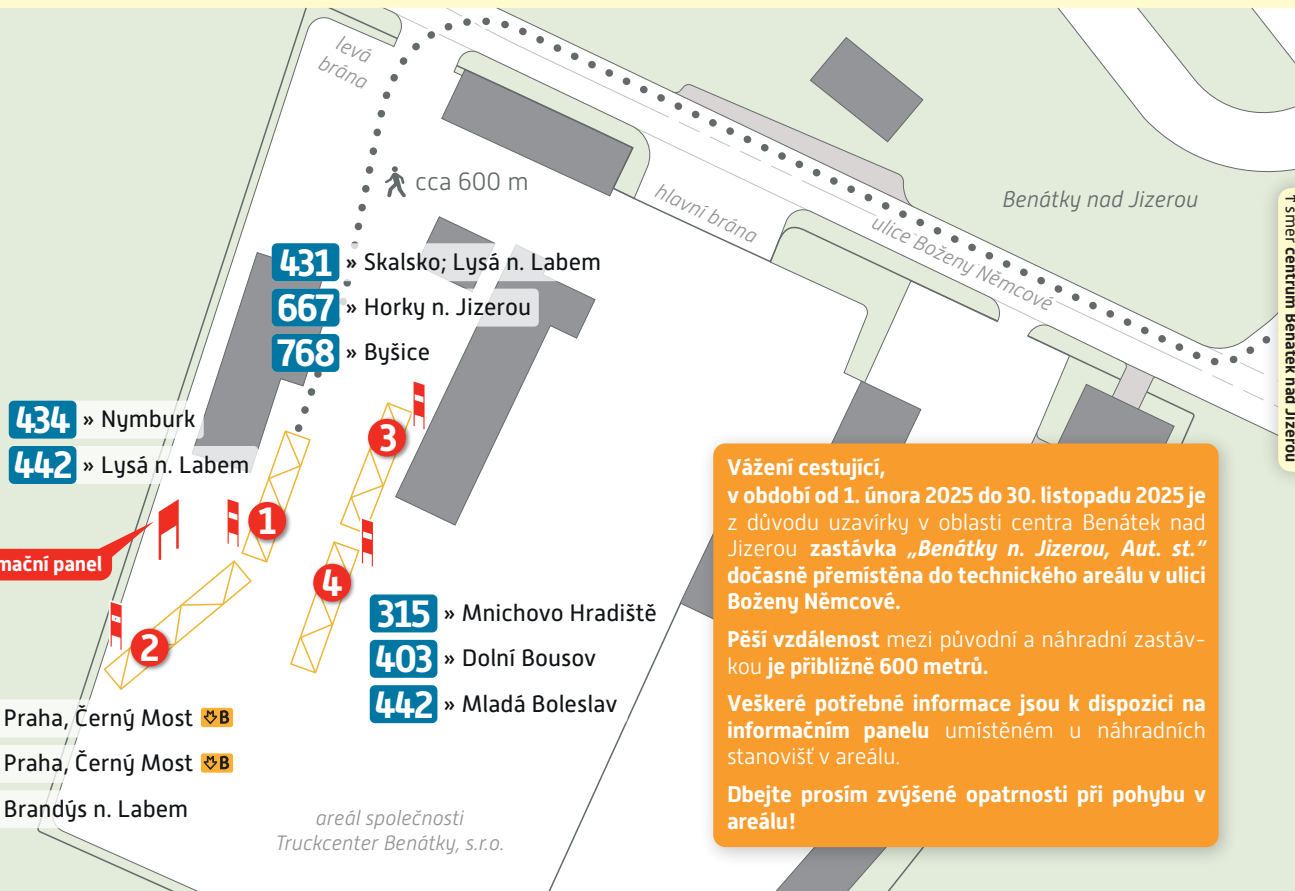 levá
brána
cca 600 m
hlavní brána
ulice Boženy Němcové
Benátky nad Jizerou
směr centrum Benátek nad Jizerou
431 » Skalsko; Lysá n. Labem
667 » Horky n. Jizerou
768 » Byšice
434 » Nymburk
442 » Lysá n. Labem
3
1
mační panel
4
2
315 » Mnichovo Hradiště
403 » Dolní Bousov
442 » Mladá Boleslav
Praha, Černý Most B
Praha, Černý Most B
Brandýs n. Labem
areál společnosti
Truckcenter Benátky, s.r.o.
Vážení cestující,
v období od 1. února 2025 do 30. listopadu 2025 je
z důvodu uzavírky v oblasti centra Benátek nad
Jizerou zastávka „Benátky n. Jizerou, Aut. st.“
dočasně přemístěna do technického areálu v ulici
Boženy Němcové.
Pěší vzdálenost mezi původní a náhradní zastáv-
kou je přibližně 600 metrů.
Veškeré potřebné informace jsou k dispozici na
informačním panelu umístěném u náhradních
stanovišť v areálu.
Dbejte prosím zvýšené opatrnosti při pohybu v
areálu!